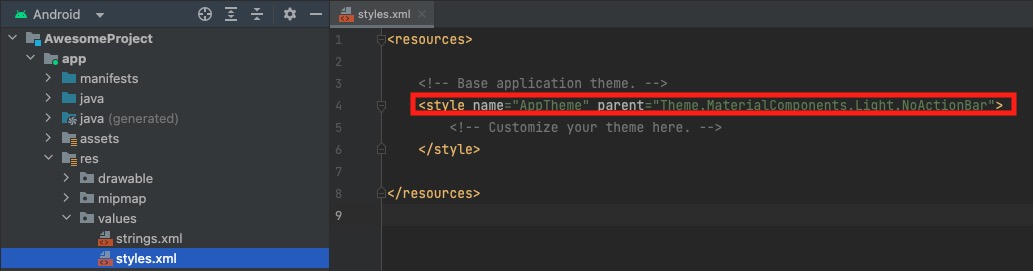 Android
AwesomeProject
app
manifests
java
java (generated)
assets
res
drawable
mipmap
values
strings.xml
styles.xml
styles.xml
1 <resources>
2
3 <!-- Base application theme. -->
4 <style name="AppTheme" parent="Theme.MaterialComponents.Light.NoActionBar">
5 <!-- Customize your theme here. -->
6 </style>
7
8 </resources>
9